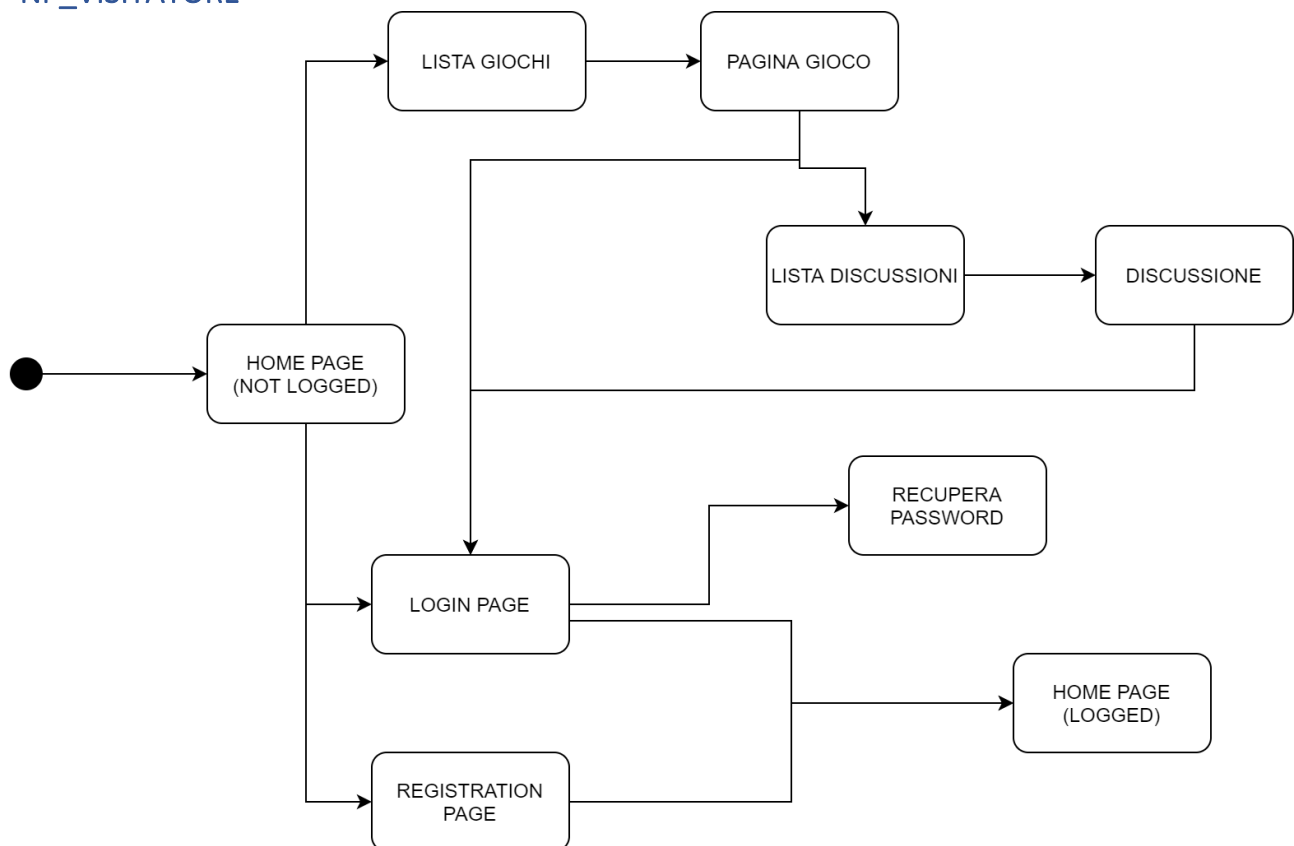 NP_VISITATORE
LISTA GIOCHI
PAGINA GIOCO
LISTA DISCUSSIONI
DISCUSSIONE
HOME PAGE
(NOT LOGGED)
RECUPERA
PASSWORD
LOGIN PAGE
HOME PAGE
(LOGGED)
REGISTRATION
PAGE